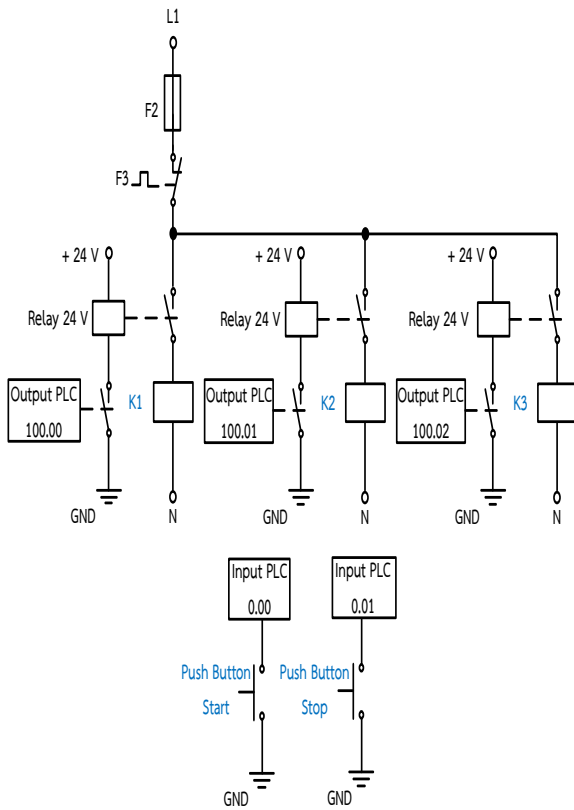 L1
F2
F3
+ 24 V
+ 24 V
+ 24 V
Relay 24 V
Relay 24 V
Relay 24 V
Output PLC
100.00
K1
Output PLC
100.01
K2
Output PLC
100.02
K3
GND
N
GND
N
GND
N
Input PLC
0.00
Input PLC
0.01
Push Button
Start
Push Button
Stop
GND
GND